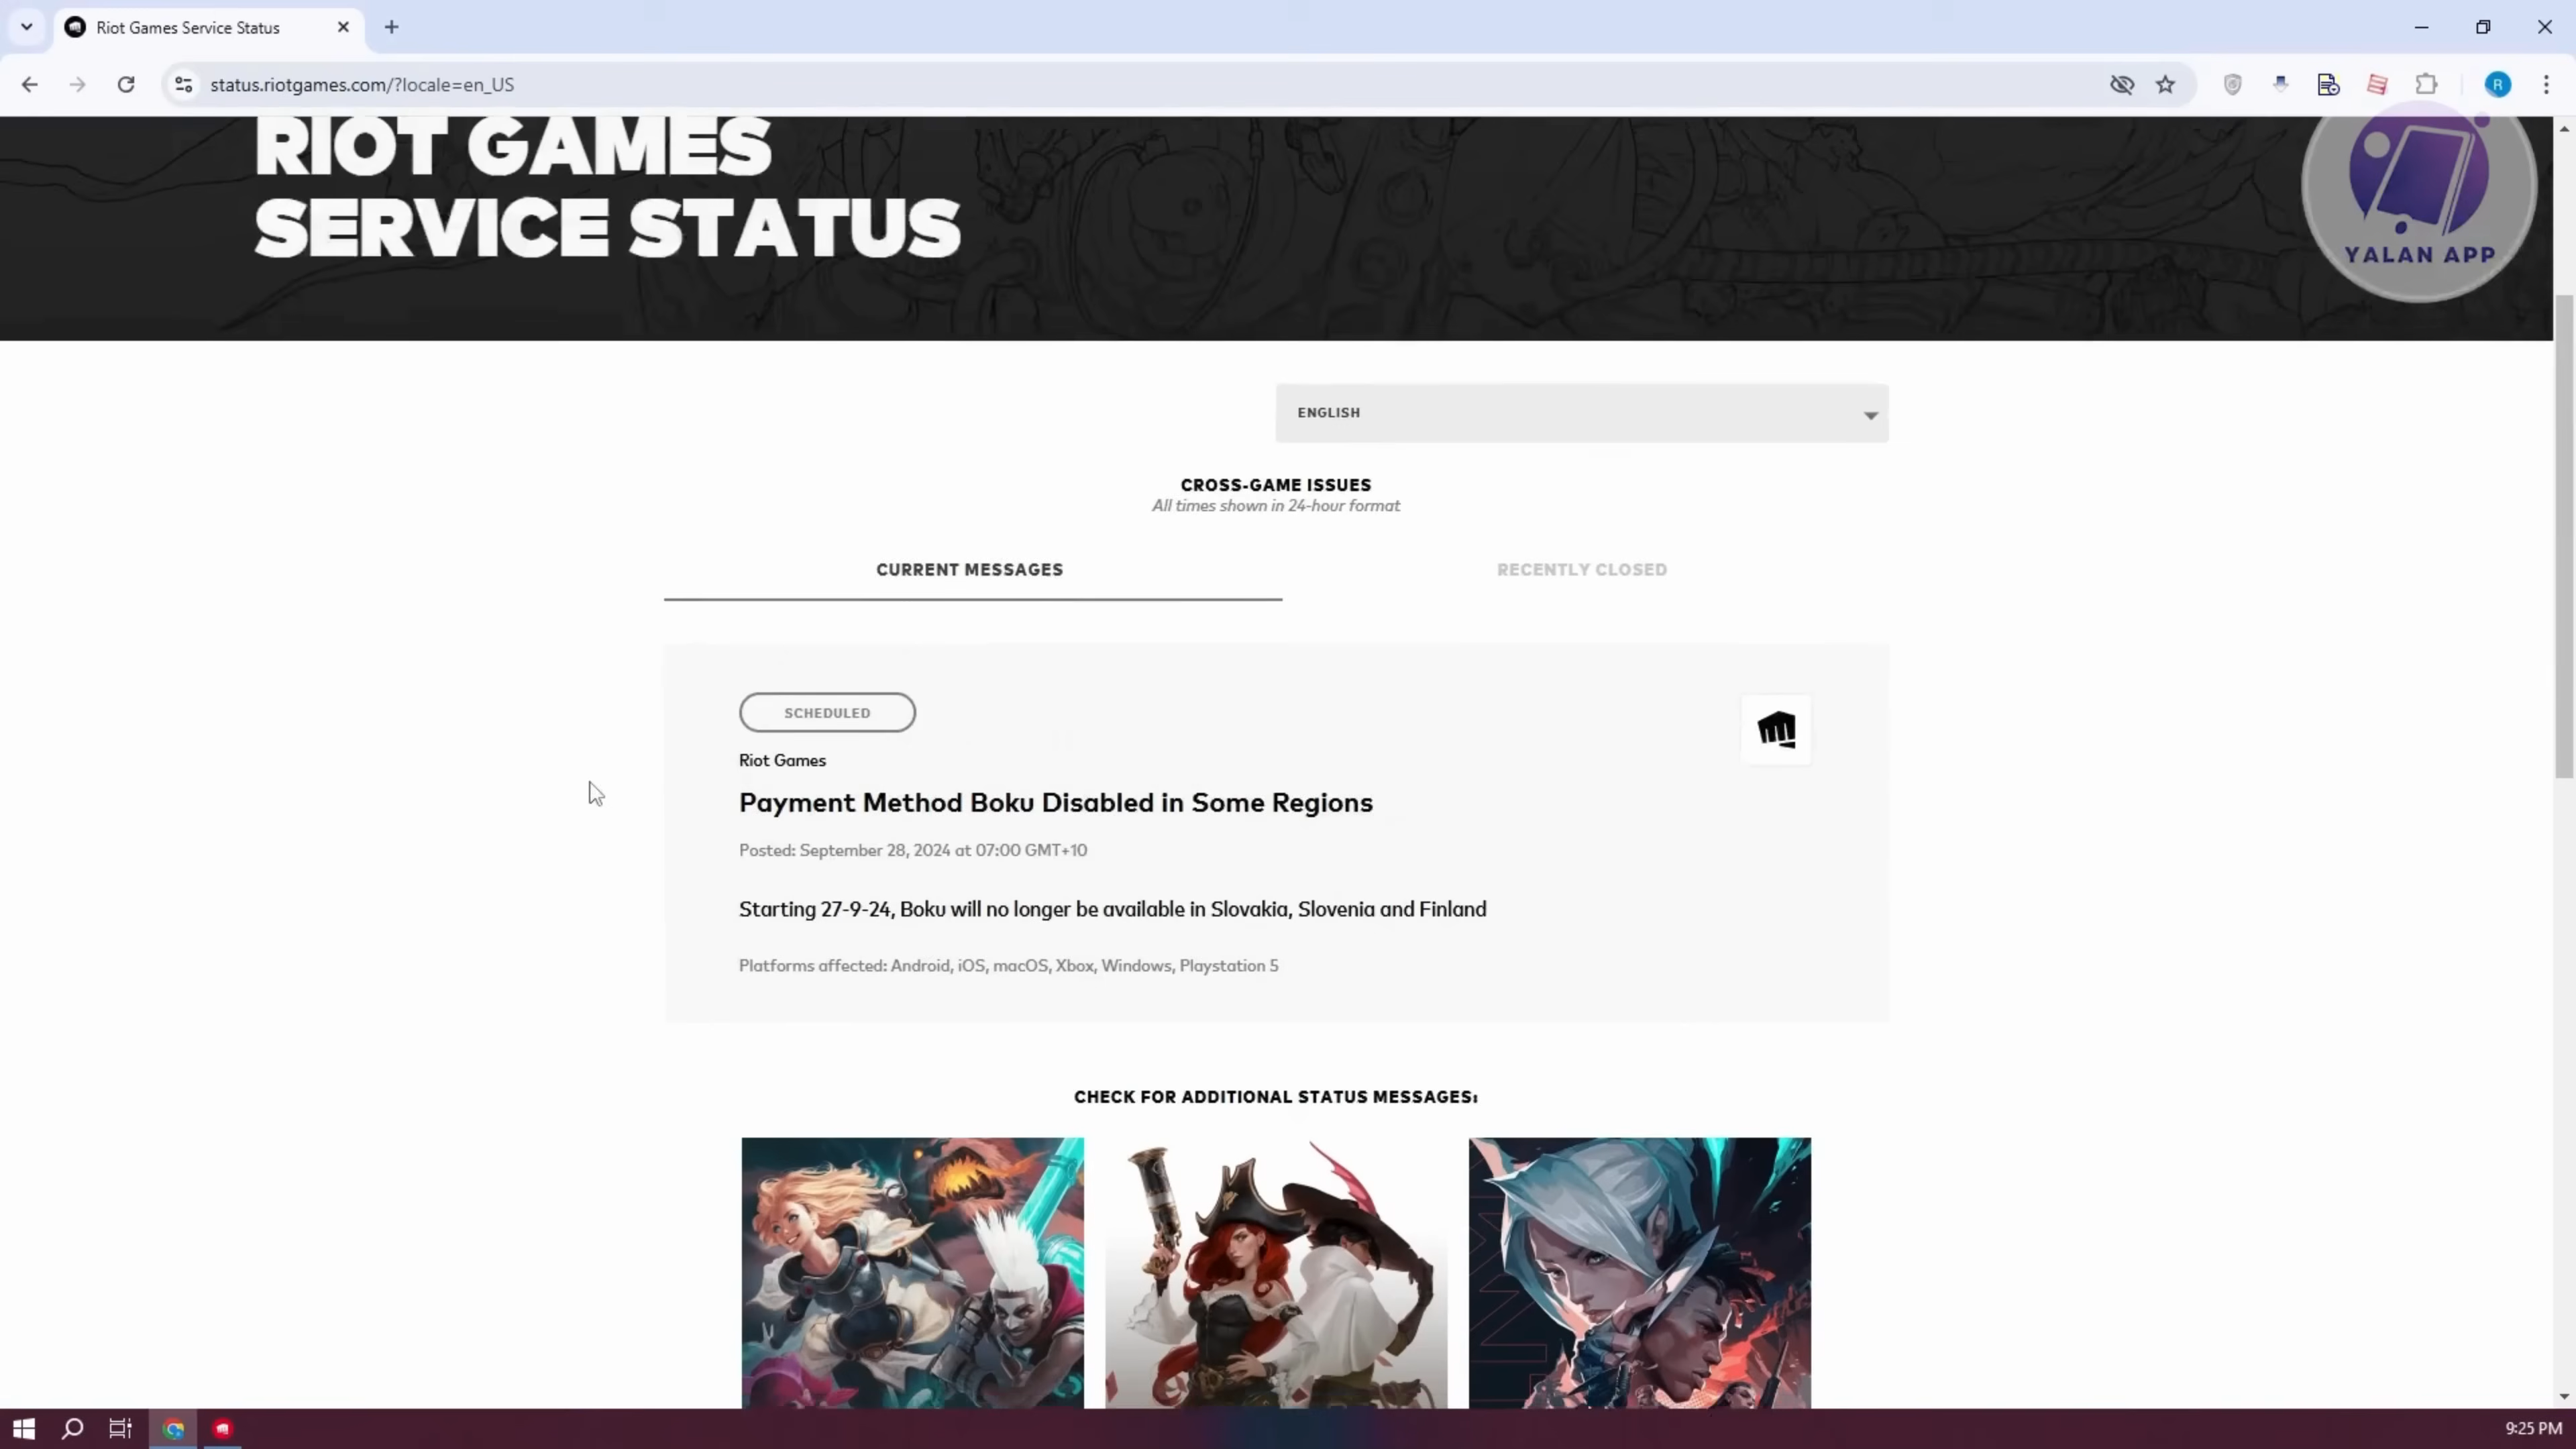 Riot Games Service Status
status.riotgames.com/?locale=en_US
R
RIOT GAMES
SERVICE STATUS
YALAN APP
ENGLISH
CROSS-GAME ISSUES
All times shown in 24-hour format
CURRENT MESSAGES
RECENTLY CLOSED
SCHEDULED
Riot Games
Payment Method Boku Disabled in Some Regions
Posted: September 28, 2024 at 07:00 GMT+10
Starting 27-9-24, Boku will no longer be available in Slovakia, Slovenia and Finland
Platforms affected: Android, iOS, macOS, Xbox, Windows, Playstation 5
CHECK FOR ADDITIONAL STATUS MESSAGES:
9:25 PM